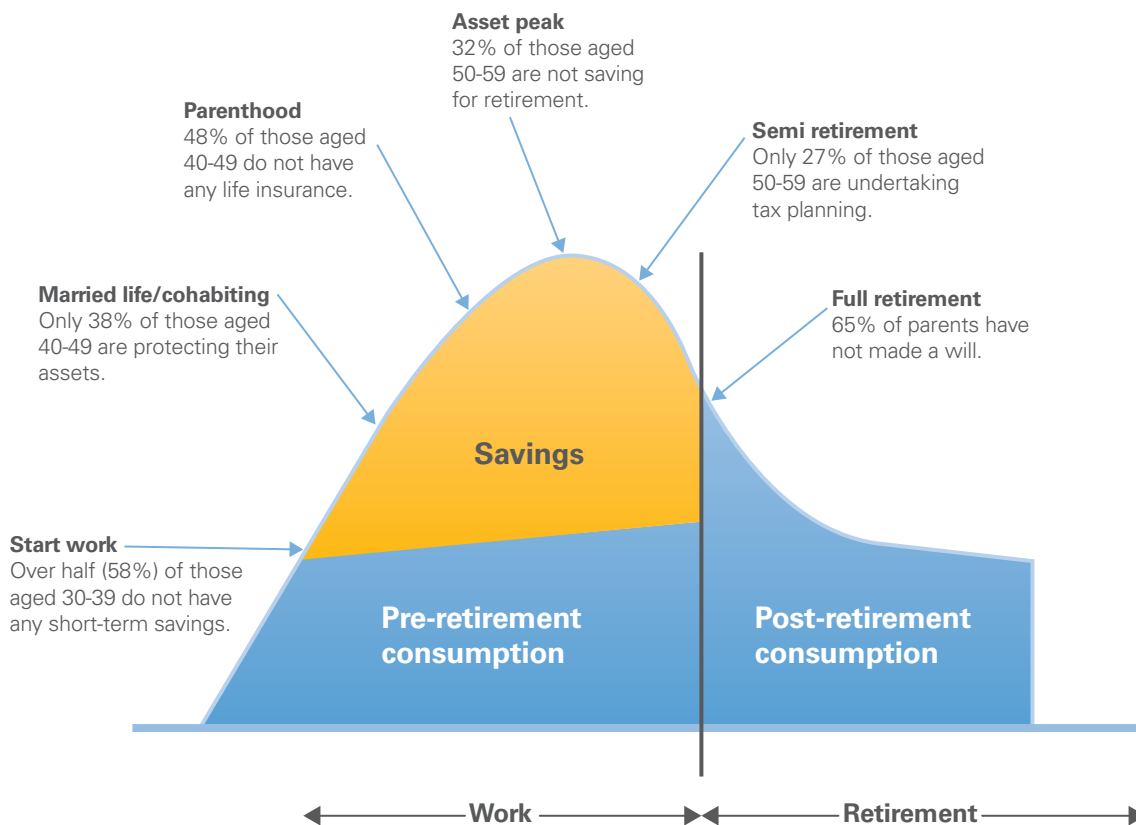 Asset peak
32% of those aged
50-59 are not saving
for retirement.
Parenthood
48% of those aged
40-49 do not have
any life insurance.
Semi retirement
Only 27% of those aged
50-59 are undertaking
tax planning.
Married life/cohabiting
Only 38% of those aged
40-49 are protecting their
assets.
Full retirement
65% of parents have
not made a will.
Savings
Start work
Over half (58%) of those
aged 30-39 do not have
any short-term savings.
Pre-retirement
consumption
Post-retirement
consumption
Work
Retirement